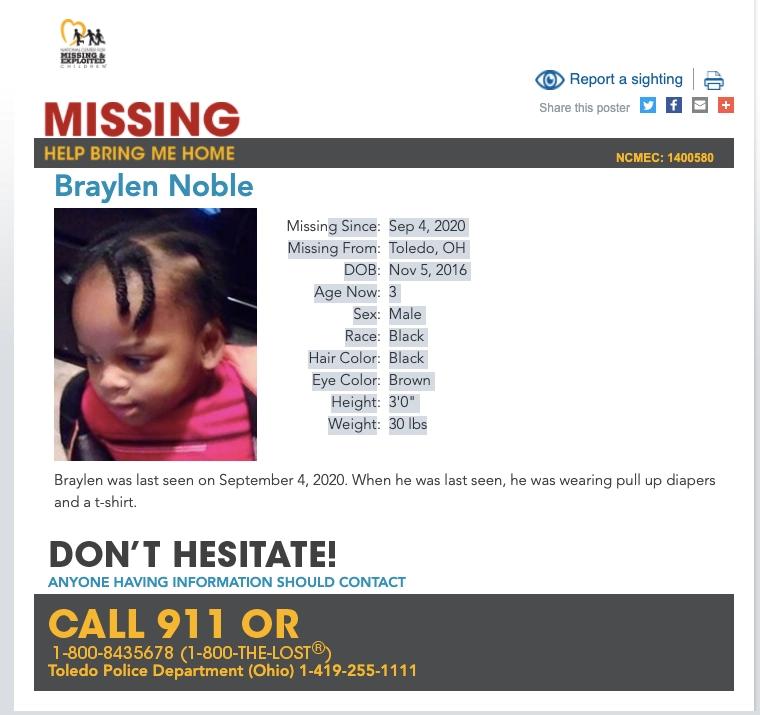 NATIONAL CENTER FOR
MISSING &
EXPLOITED
CHILDREN
Report a sighting
Share this poster
MISSING
HELP BRING ME HOME
NCMEC: 1400580
Braylen Noble
Missing Since: Sep 4, 2020
Missing From: Toledo, OH
DOB: Nov 5, 2016
Age Now: 3
Sex: Male
Race: Black
Hair Color: Black
Eye Color: Brown
Height: 3'0"
Weight: 30 lbs
Braylen was last seen on September 4, 2020. When he was last seen, he was wearing pull up diapers
and a t-shirt.
DON'T HESITATE!
ANYONE HAVING INFORMATION SHOULD CONTACT
CALL 911 OR
1-800-8435678 (1-800-THE-LOST®)
Toledo Police Department (Ohio) 1-419-255-1111